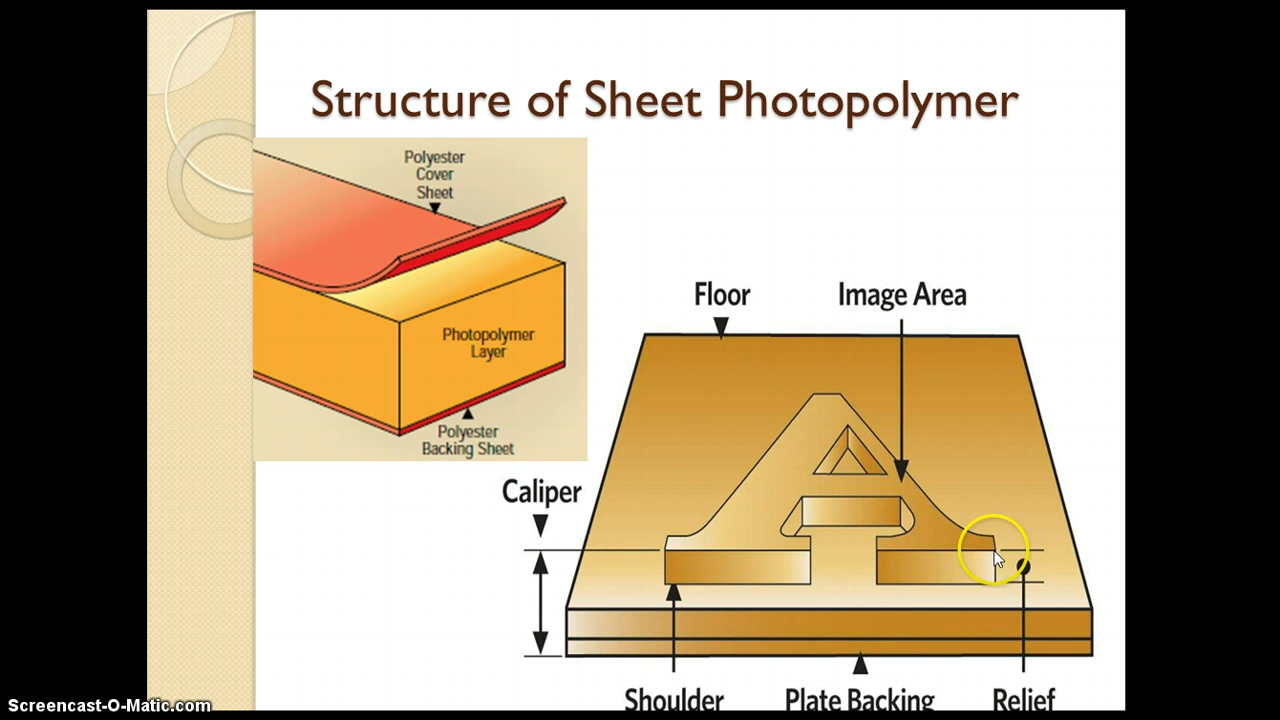 Structure of Sheet Photopolymer
Polyester
Cover
Sheet
Photopolymer
Layer
Polyester
Backing Sheet
Floor
Image Area
Caliper
Shoulder
Plate Backing
Relief
Screencast-O-Matic.com